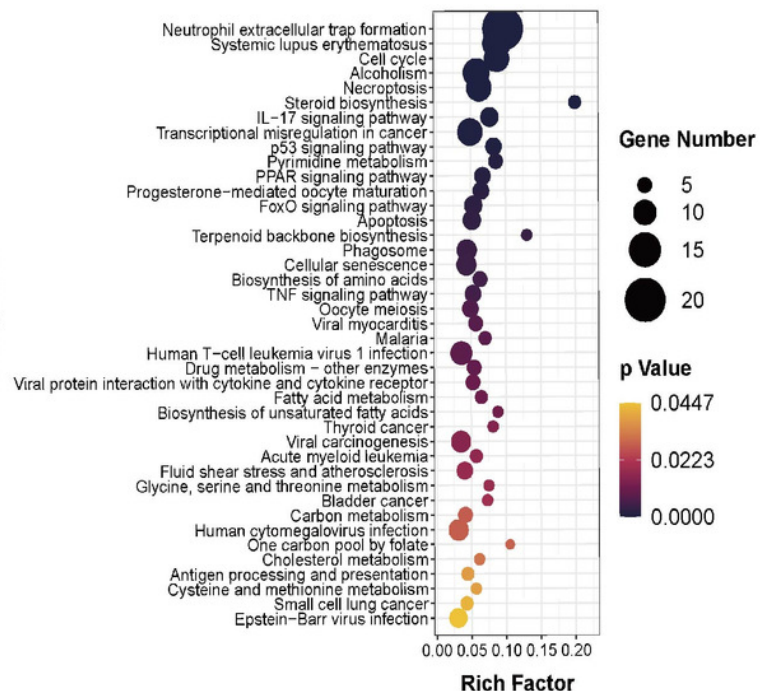 Neutrophil extracellular trap formation
Systemic lupus erythematosus
Cell cycle
Alcoholism
Necroptosis
Steroid biosynthesis
IL−17 signaling pathway
Transcriptional misregulation in cancer
p53 signaling pathway
Pyrimidine metabolism
PPAR signaling pathway
Progesterone−mediated oocyte maturation
FoxO signaling pathway
Apoptosis
Terpenoid backbone biosynthesis
Phagosome
Cellular senescence
Biosynthesis of amino acids
TNF signaling pathway
Oocyte meiosis
Viral myocarditis
Malaria
Human T−cell leukemia virus 1 infection
Drug metabolism − other enzymes
Viral protein interaction with cytokine and cytokine receptor
Fatty acid metabolism
Biosynthesis of unsaturated fatty acids
Thyroid cancer
Viral carcinogenesis
Acute myeloid leukemia
Fluid shear stress and atherosclerosis
Glycine, serine and threonine metabolism
Bladder cancer
Carbon metabolism
Human cytomegalovirus infection
One carbon pool by folate
Cholesterol metabolism
Antigen processing and presentation
Cysteine and methionine metabolism
Small cell lung cancer
Epstein−Barr virus infection
0.00 0.05 0.10 0.15 0.20
Rich Factor
Gene Number
5
10
15
20
p Value
0.0447
0.0223
0.0000